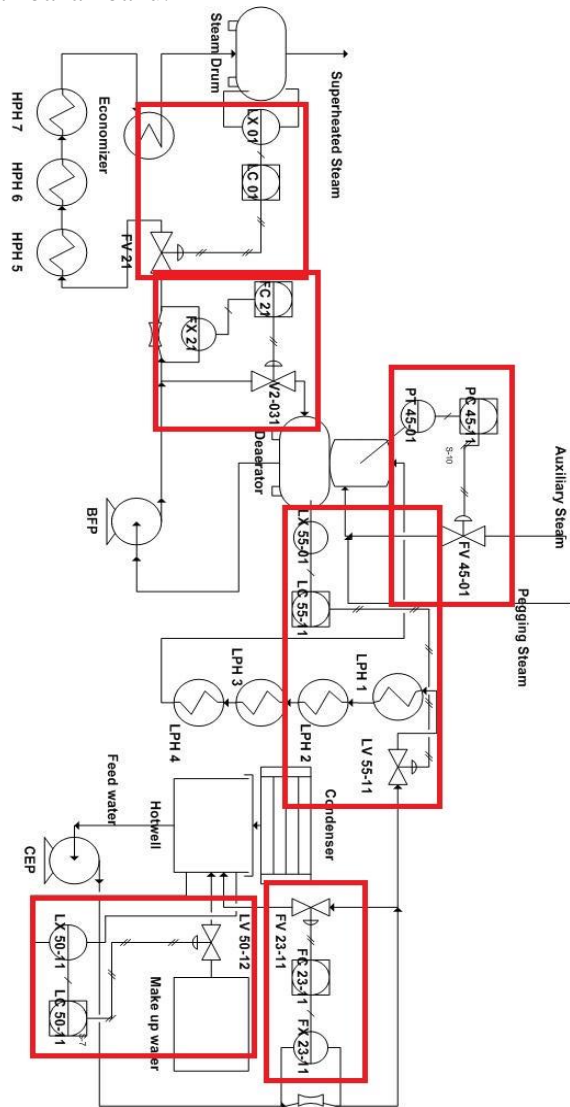 Steam Drum
Superheated Steam
HPH 7
HPH 6
HPH 5
Economizer
LX 01
LC 01
FV 21
FC 21
FX 21
V2-031
Deaerator
BFP
PT 45-01
PC 45-11
S-10
FV 45-01
Auxiliary Steam
Pegging Steam
LX 55-01
LC 55-11
LPH 1
LPH 2
LPH 3
LPH 4
LV 55-11
Condenser
Hotwell
Feed water
CEP
LX 50-11
LC 50-11
S-7
LV 50-12
Make up water
FV 23-11
FC 23-11
FX 23-11